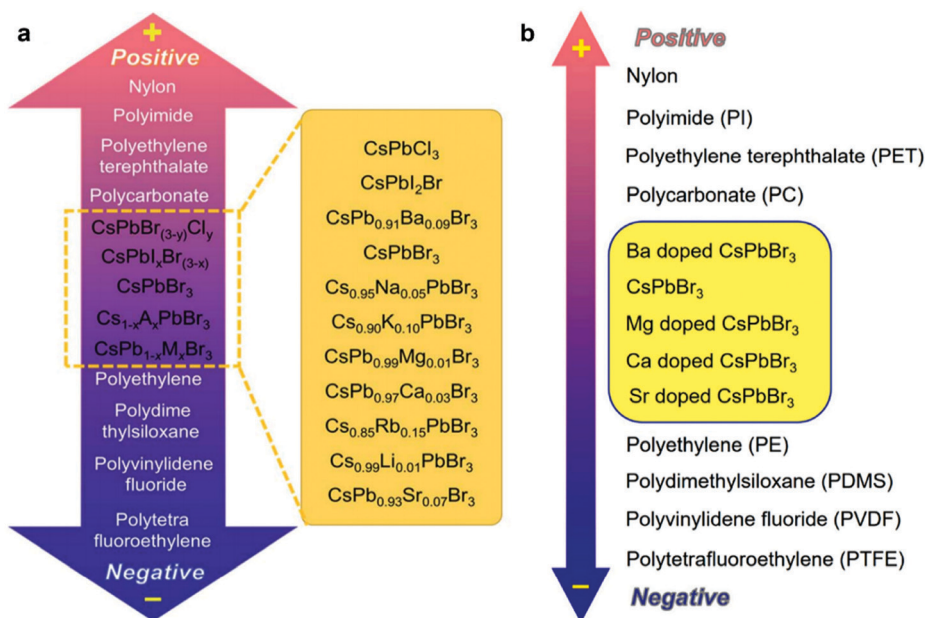 a
+
Positive
Nylon
Polyimide
Polyethylene
terephthalate
Polycarbonate
CsPbBr(3-y)Cly
CsPbIxBr(3-x)
CsPbBr3
Cs1-xAxPbBr3
CsPb1-xMxBr3
Polyethylene
Polydime
thylsiloxane
Polyvinylidene
fluoride
Polytetra
fluoroethylene
Negative
−
CsPbCl3
CsPbI2Br
CsPb0.91Ba0.09Br3
CsPbBr3
Cs0.95Na0.05PbBr3
Cs0.90K0.10PbBr3
CsPb0.99Mg0.01Br3
CsPb0.97Ca0.03Br3
Cs0.85Rb0.15PbBr3
Cs0.99Li0.01PbBr3
CsPb0.93Sr0.07Br3
b
+
Positive
Nylon
Polyimide (PI)
Polyethylene terephthalate (PET)
Polycarbonate (PC)
Ba doped CsPbBr3
CsPbBr3
Mg doped CsPbBr3
Ca doped CsPbBr3
Sr doped CsPbBr3
Polyethylene (PE)
Polydimethylsiloxane (PDMS)
Polyvinylidene fluoride (PVDF)
Polytetrafluoroethylene (PTFE)
−
Negative